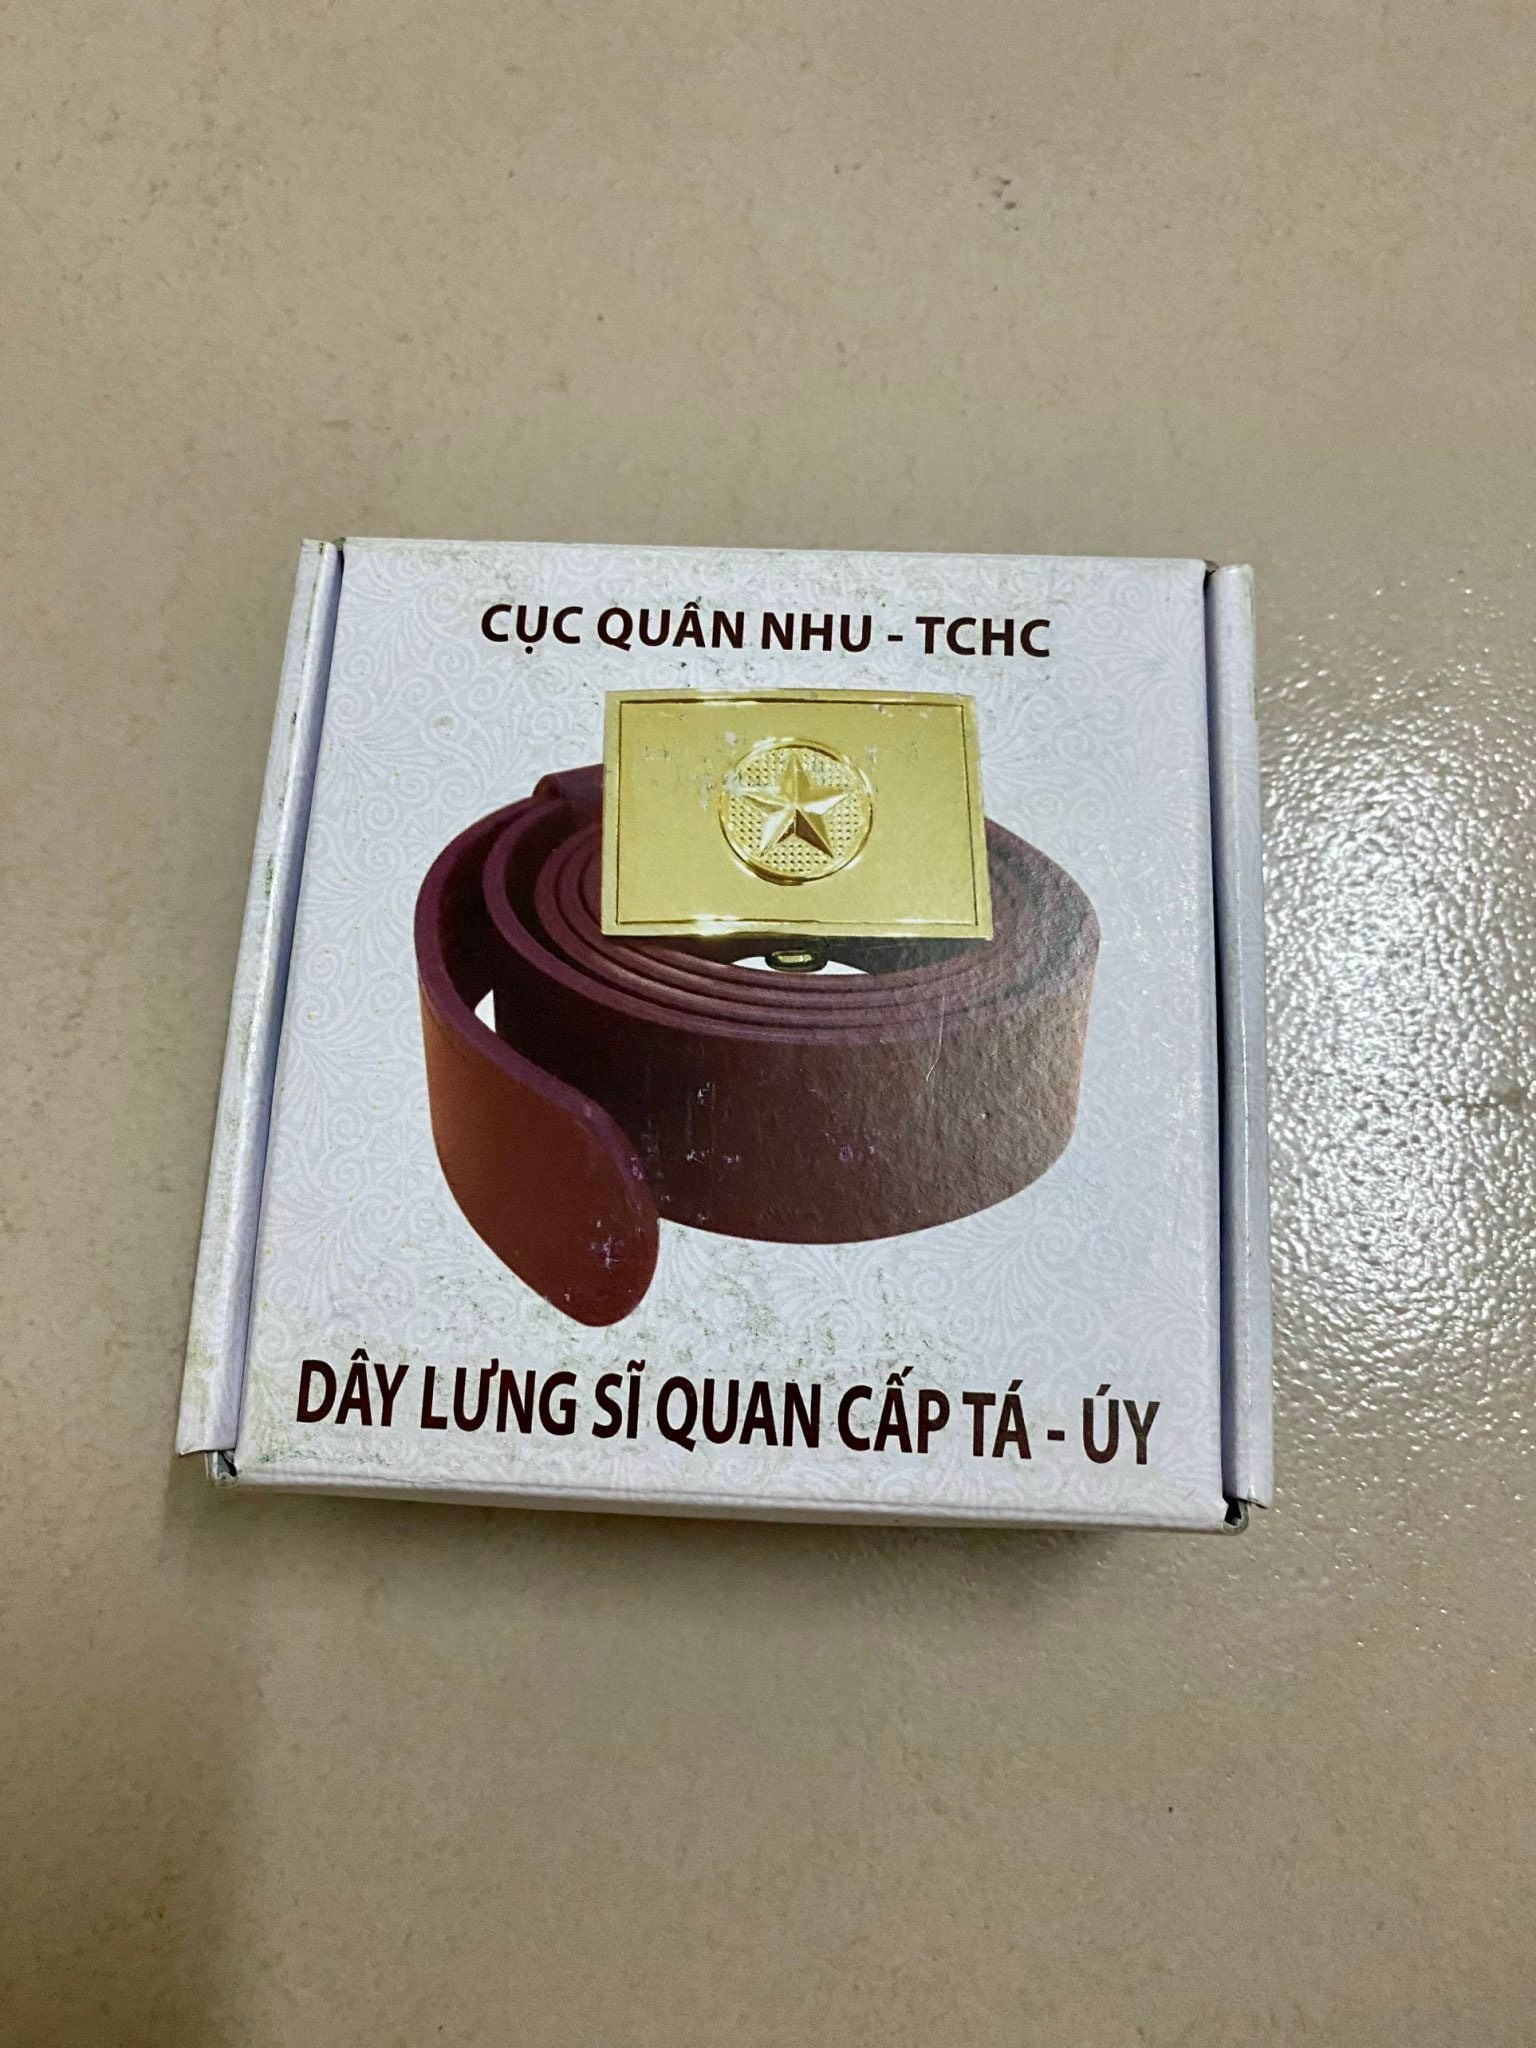 CỤC QUÂN NHU - TCHC
DÂY LƯNG SĨ QUAN CẤP TÁ - ÚY